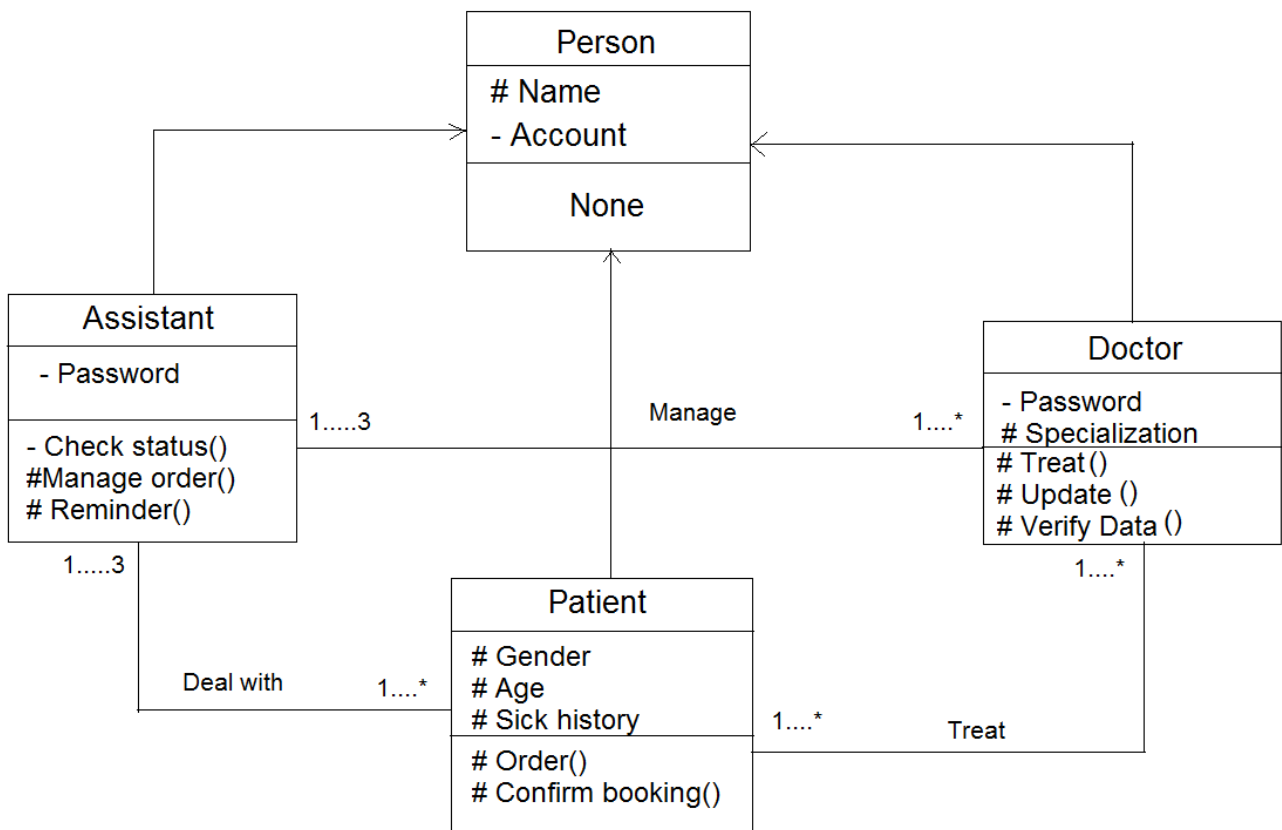 Person
# Name
- Account
None
Assistant
- Password
- Check status()
#Manage order()
# Reminder()
1.....3
Manage
1....*
Doctor
- Password
# Specialization
# Treat()
# Update ()
# Verify Data ()
1.....3
Deal with
1....*
Patient
# Gender
# Age
# Sick history
# Order()
# Confirm booking()
1....*
Treat
1....*